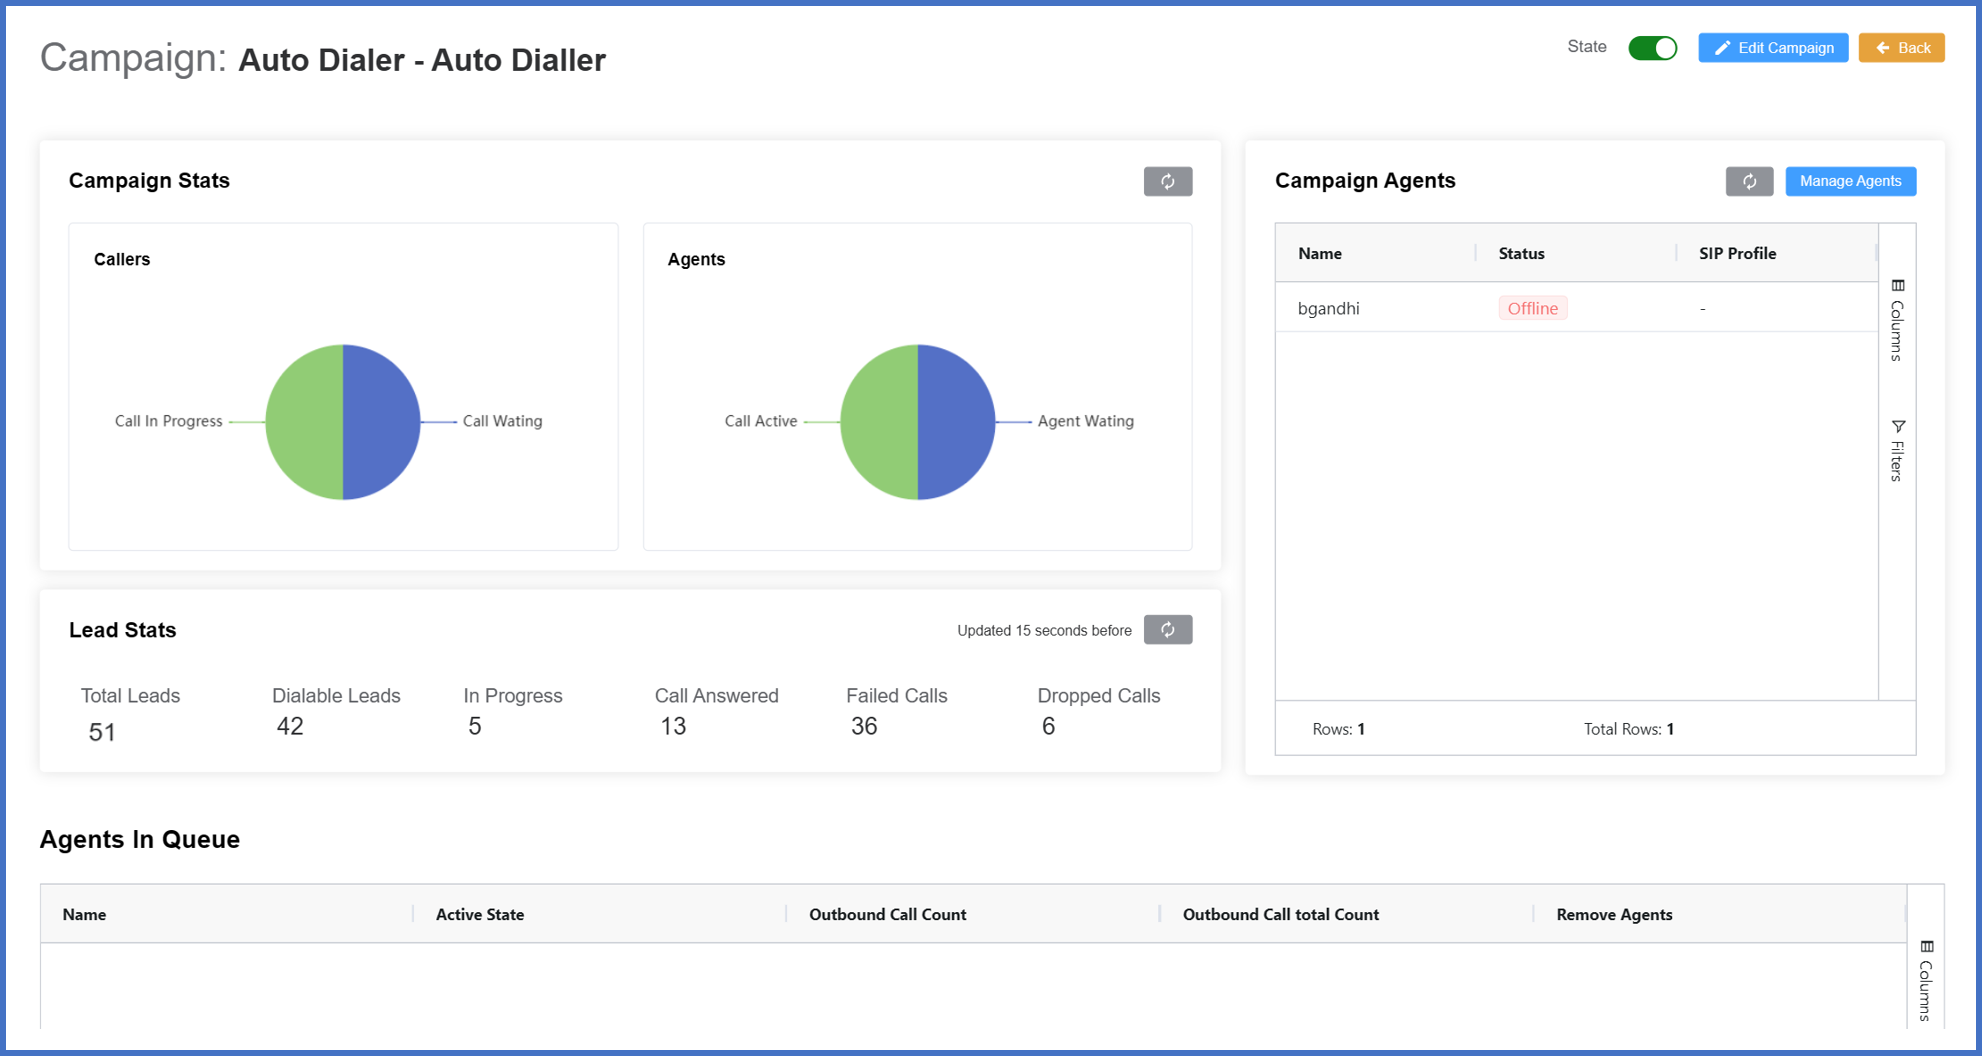 Campaign: Auto Dialer - Auto Dialler
State
Edit Campaign
Back
Campaign Stats
Callers
Call In Progress
Call Wating
Agents
Call Active
Agent Wating
Lead Stats
Updated 15 seconds before
Total Leads
51
Dialable Leads
42
In Progress
5
Call Answered
13
Failed Calls
36
Dropped Calls
6
Campaign Agents
Manage Agents
Name Status SIP Profile
bgandhi Offline -
Columns
Filters
Rows: 1 Total Rows: 1
Agents In Queue
Name Active State Outbound Call Count Outbound Call total Count Remove Agents
Columns